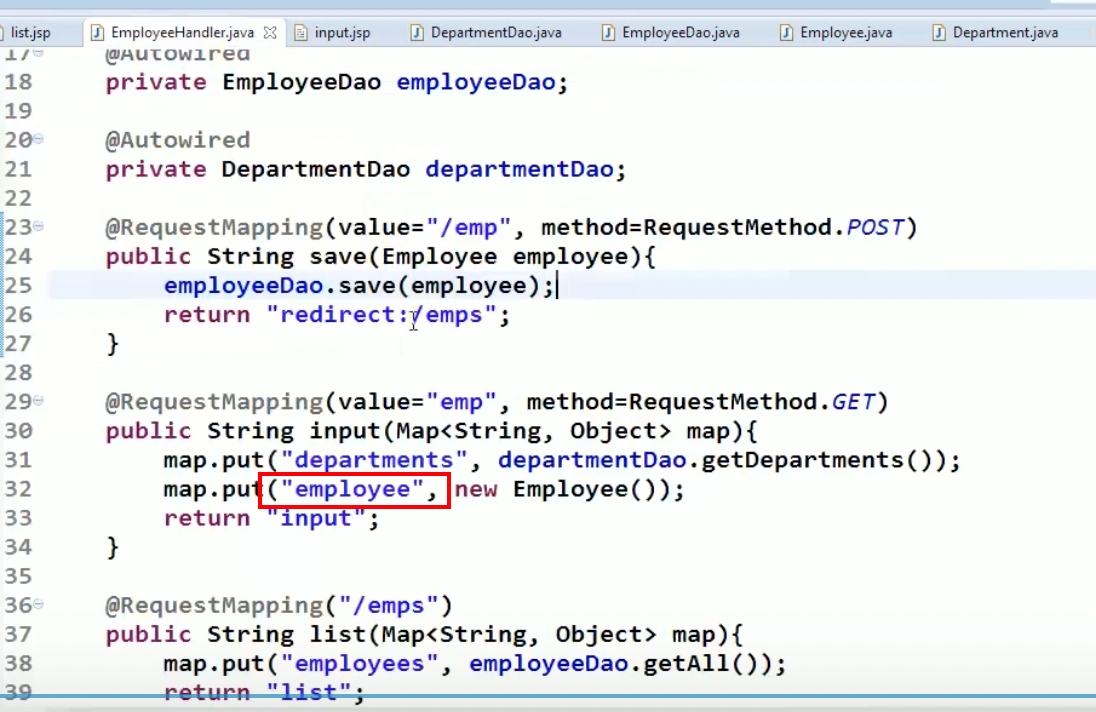 list.jsp EmployeeHandler.java input.jsp DepartmentDao.java EmployeeDao.java Employee.java Department.java
17 @Autowired
18 private EmployeeDao employeeDao;
19
20 @Autowired
21 private DepartmentDao departmentDao;
22
23 @RequestMapping(value="/emp", method=RequestMethod.POST)
24 public String save(Employee employee){
25 employeeDao.save(employee);
26 return "redirect:/emps";
27 }
28
29 @RequestMapping(value="emp", method=RequestMethod.GET)
30 public String input(Map<String, Object> map){
31 map.put("departments", departmentDao.getDepartments());
32 map.put("employee", new Employee());
33 return "input";
34 }
35
36 @RequestMapping("/emps")
37 public String list(Map<String, Object> map){
38 map.put("employees", employeeDao.getAll());
39 return "list";